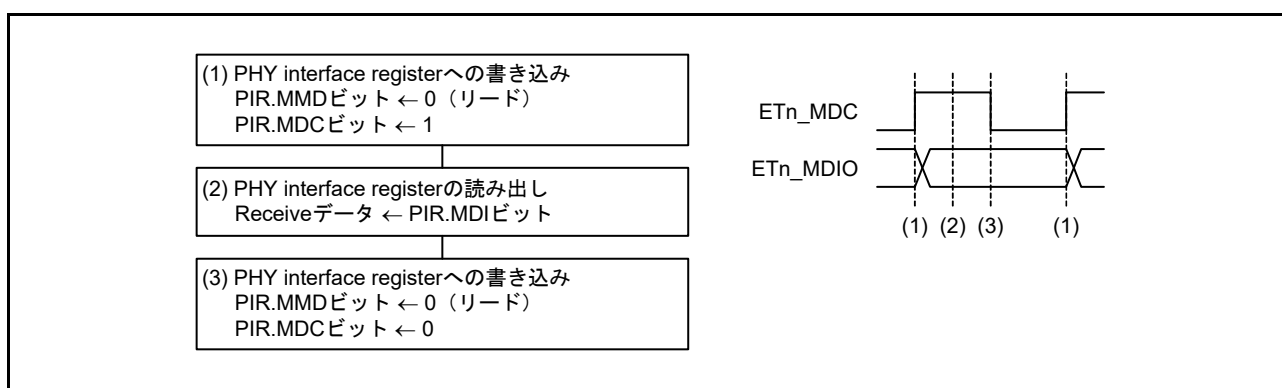 (1) PHY interface registerへの書き込み
PIR.MMDビット ← 0（リード）
PIR.MDCビット ← 1
(2) PHY interface registerの読み出し
Receiveデータ ← PIR.MDIビット
(3) PHY interface registerへの書き込み
PIR.MMDビット ← 0（リード）
PIR.MDCビット ← 0
ETn_MDC
ETn_MDIO
(1) (2) (3) (1)